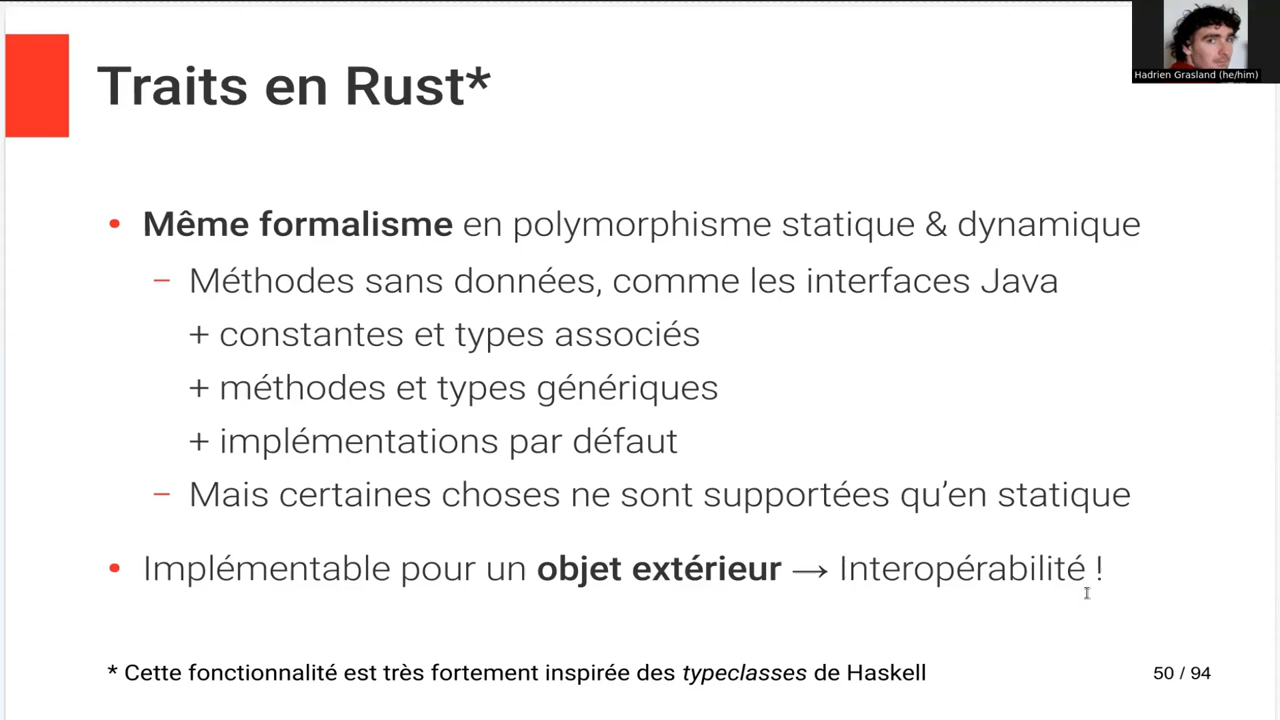 Hadrien Grasland (he/him)
Traits en Rust*
• Même formalisme en polymorphisme statique & dynamique
– Méthodes sans données, comme les interfaces Java
+ constantes et types associés
+ méthodes et types génériques
+ implémentations par défaut
– Mais certaines choses ne sont supportées qu’en statique
• Implémentable pour un objet extérieur → Interopérabilité !
* Cette fonctionnalité est très fortement inspirée des typeclasses de Haskell
50 / 94